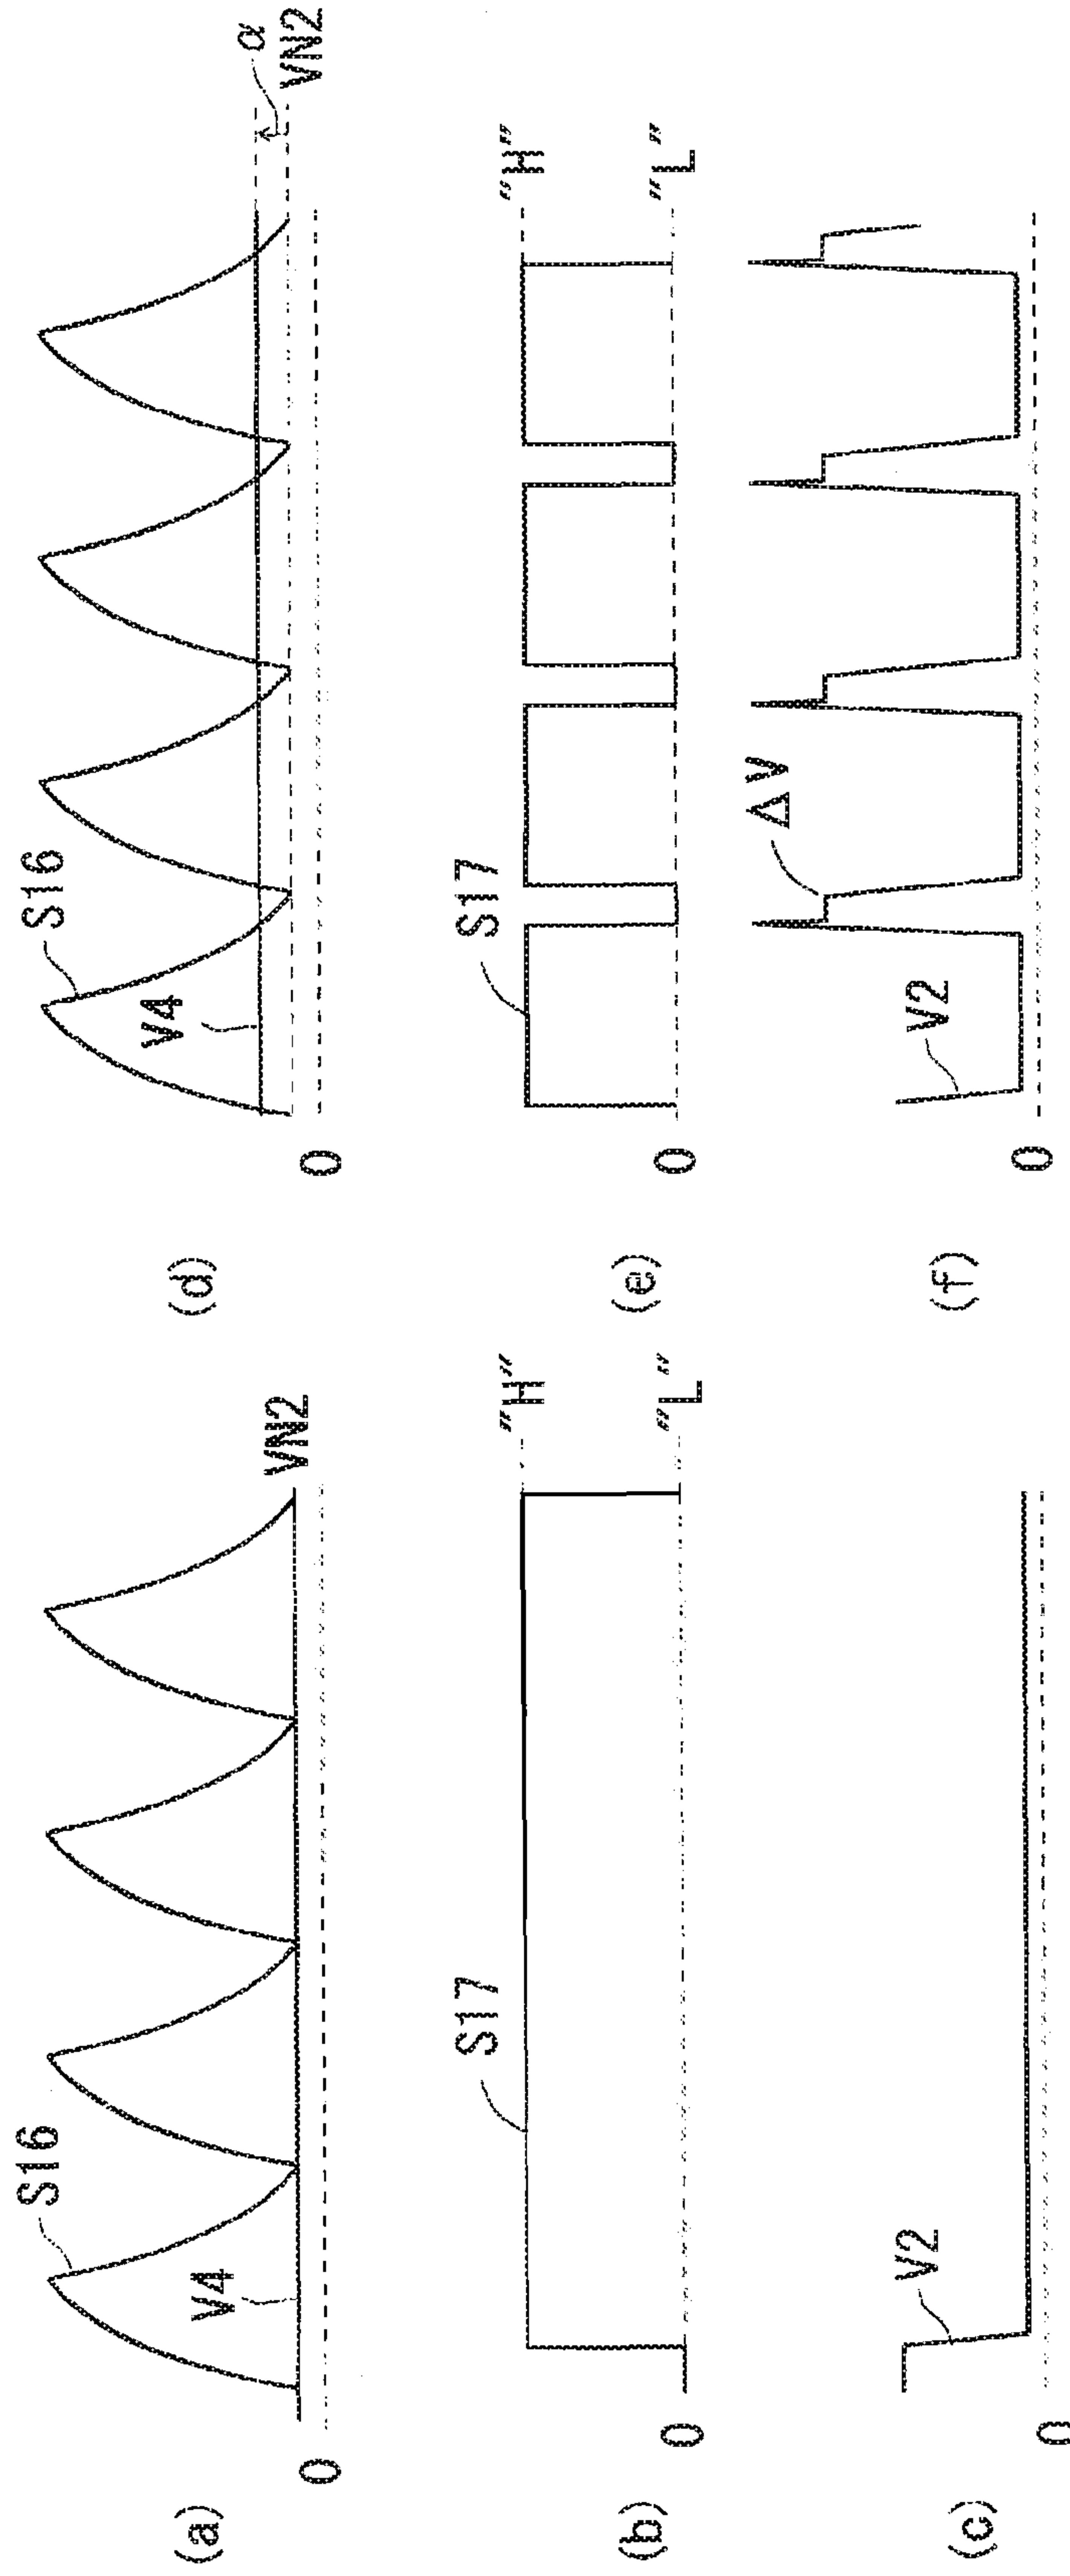 (a)
S16
V4
VN2
0
(b)
S17
"H"
"L"
0
(c)
V2
0
(d)
S16
V4
α
VN2
0
(e)
S17
"H"
"L"
0
(f)
V2
ΔV
0